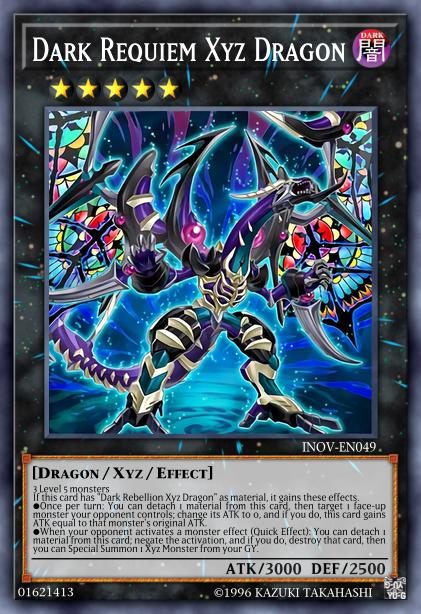 DARK REQUIEM XYZ DRAGON
DARK
闇
INOV-EN049
[DRAGON / XYZ / EFFECT]
3 Level 5 monsters
If this card has "Dark Rebellion Xyz Dragon" as material, it gains these effects.
●Once per turn: You can detach 1 material from this card, then target 1 face-up
monster your opponent controls; change its ATK to 0, and if you do, this card gains
ATK equal to that monster's original ATK.
●When your opponent activates a monster effect (Quick Effect): You can detach 1
material from this card; negate the activation, and if you do, destroy that card, then
you can Special Summon 1 Xyz Monster from your GY.
ATK/3000 DEF/2500
01621413
©1996 KAZUKI TAKAHASHI